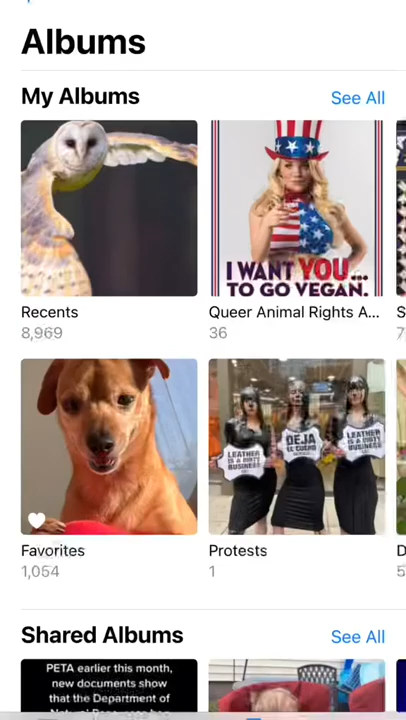 Albums
My Albums
See All
I WANT YOU...
TO GO VEGAN.
Recents
Queer Animal Rights A...
8,969
36
LEATHER
IS A DIRTY
BUSINESS
DEJA
EL CUERO
LEATHER
IS A DIRTY
BUSINESS
Favorites
Protests
1,054
1
Shared Albums
See All
PETA earlier this month,
new documents show
that the Department of